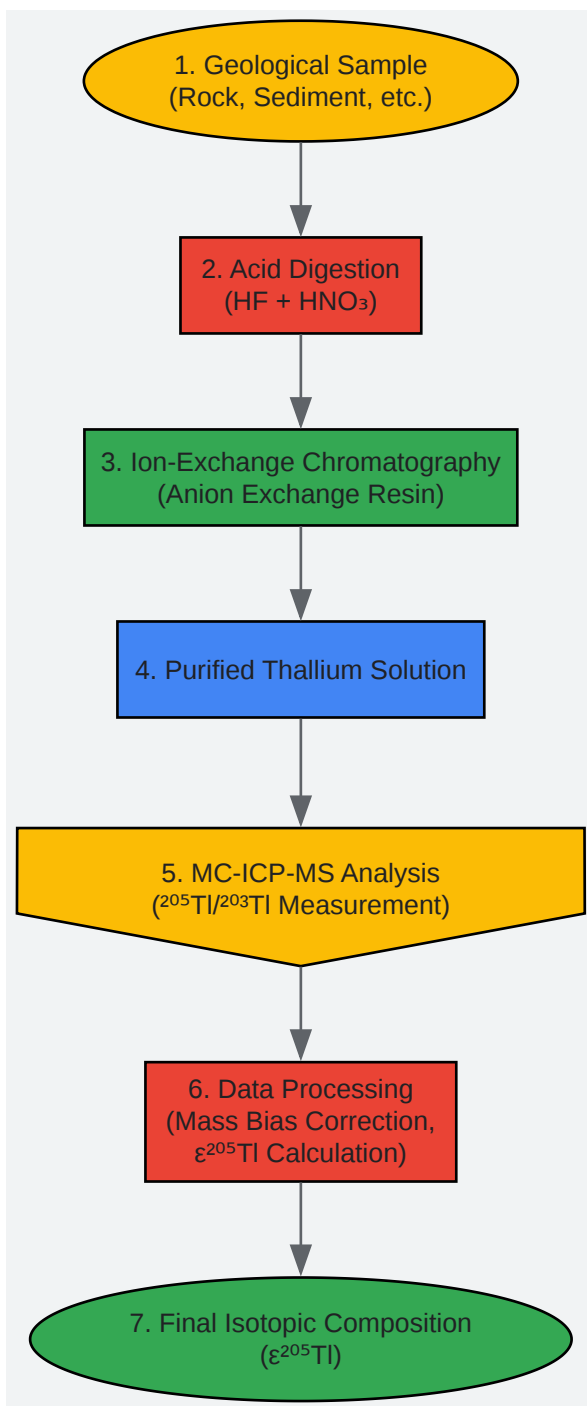 1. Geological Sample
(Rock, Sediment, etc.)
2. Acid Digestion
(HF + HNO₃)
3. Ion-Exchange Chromatography
(Anion Exchange Resin)
4. Purified Thallium Solution
5. MC-ICP-MS Analysis
(²⁰⁵Tl/²⁰³Tl Measurement)
6. Data Processing
(Mass Bias Correction,
ε²⁰⁵Tl Calculation)
7. Final Isotopic Composition
(ε²⁰⁵Tl)